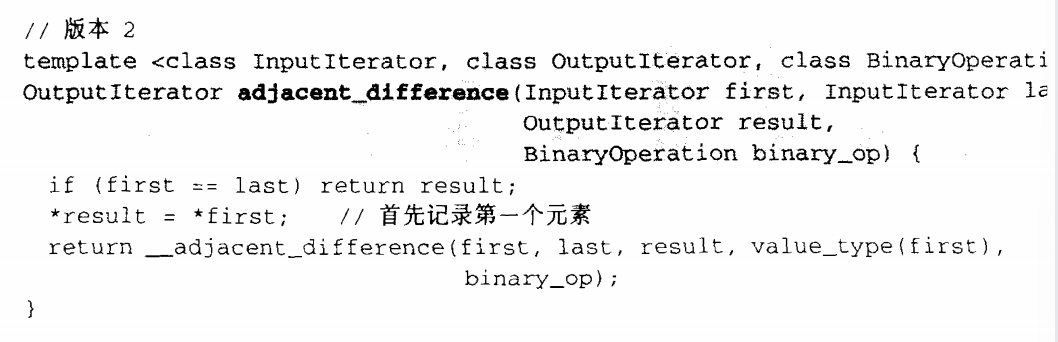 // 版本 2
template <class InputIterator, class OutputIterator, class BinaryOperati
OutputIterator adjacent_difference(InputIterator first, InputIterator la
OutputIterator result,
BinaryOperation binary_op) {
if (first == last) return result;
*result = *first; // 首先记录第一个元素
return __adjacent_difference(first, last, result, value_type(first),
binary_op);
}